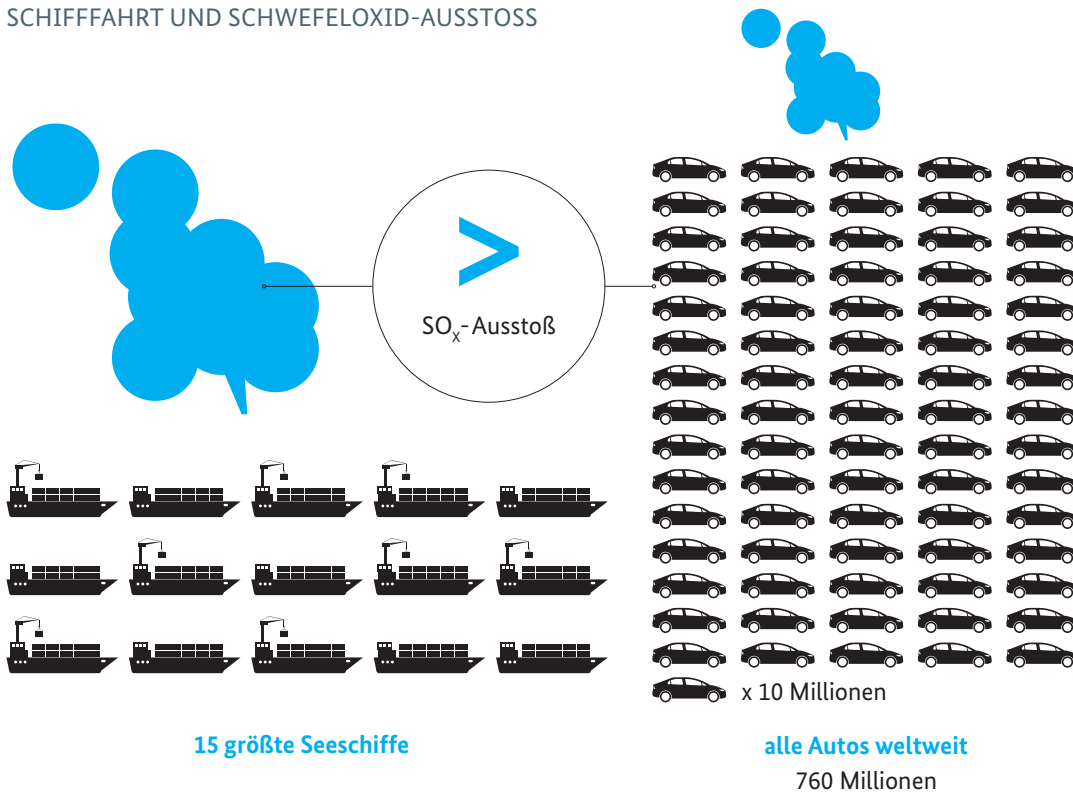 SCHIFFFAHRT UND SCHWEFELOXID-AUSSTOSS
>
SOX-Ausstoß
x 10 Millionen
15 größte Seeschiffe
alle Autos weltweit
760 Millionen